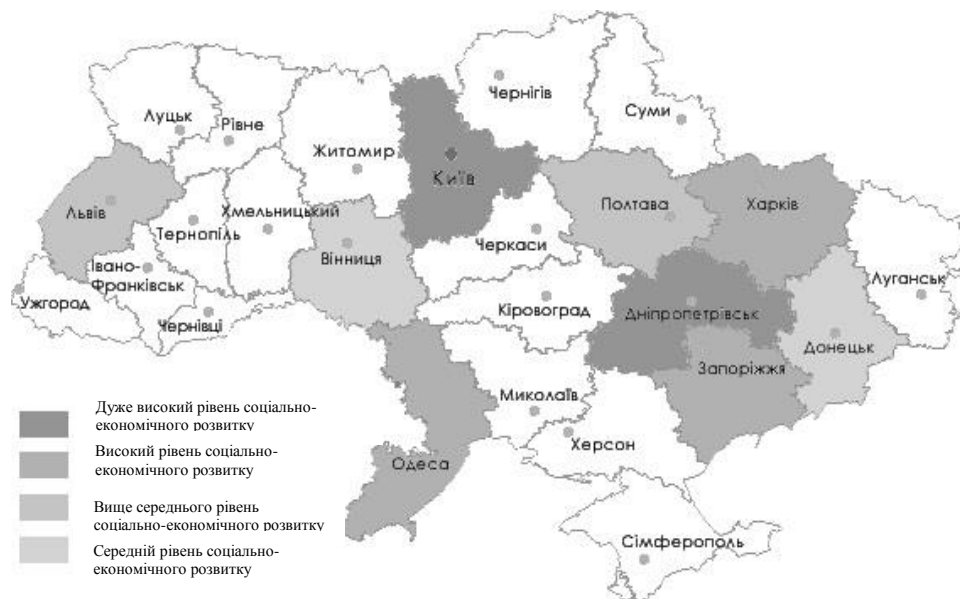 Чернігів
Суми
Луцьк
Рівне
Житомир
Київ
Львів
Тернопіль
Хмельницький
Вінниця
Черкаси
Полтава
Харків
Івано-
Франківськ
Ужгород
Чернівці
Кіровоград
Дніпропетрівськ
Луганськ
Донецьк
Запоріжжя
Миколаїв
Херсон
Одеса
Сімферополь
Дуже високий рівень соціально-
економічного розвитку
Високий рівень соціально-
економічного розвитку
Вище середнього рівень
соціально-економічного розвитку
Середній рівень соціально-
економічного розвитку